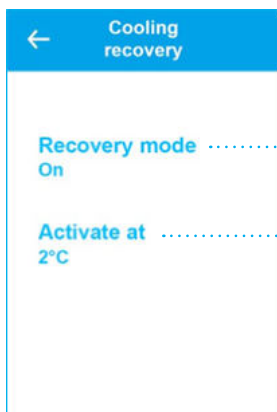 Cooling
recovery
Recovery mode
On
Activate at
2°C